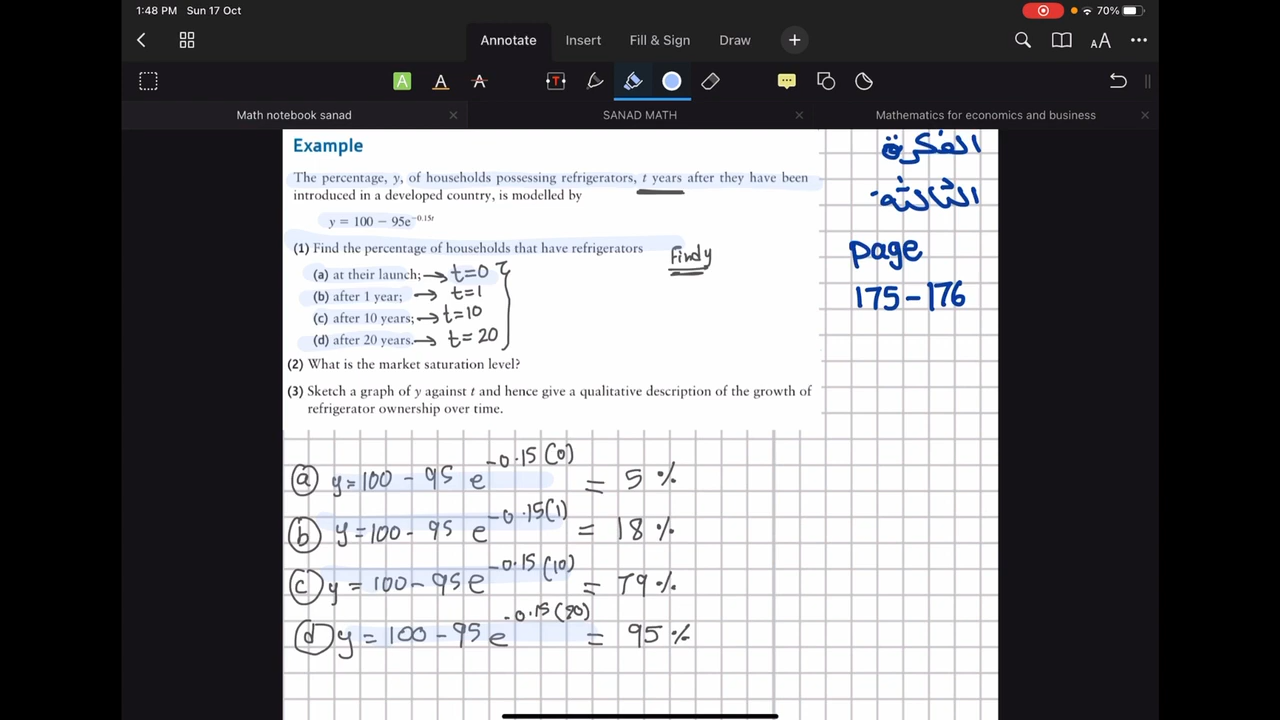 1:48 PM Sun 17 Oct
70%
Annotate Insert Fill & Sign Draw
Math notebook sanad
SANAD MATH
Mathematics for economics and business
Example
The percentage, y, of households possessing refrigerators, t years after they have been
introduced in a developed country, is modelled by
y = 100 − 95e^−0.15t
(1) Find the percentage of households that have refrigerators
Find y
(a) at their launch; → t=0
(b) after 1 year; → t=1
(c) after 10 years; → t=10
(d) after 20 years. → t=20
(2) What is the market saturation level?
(3) Sketch a graph of y against t and hence give a qualitative description of the growth of
refrigerator ownership over time.
الفكرة
الثالثة
page
175-176
(a) y=100-95 e^-0.15(0) = 5%
(b) y=100-95 e^-0.15(1) = 18%
(c) y=100-95e^-0.15(10) = 79%
(d) y=100-95e^-0.15(20) = 95%